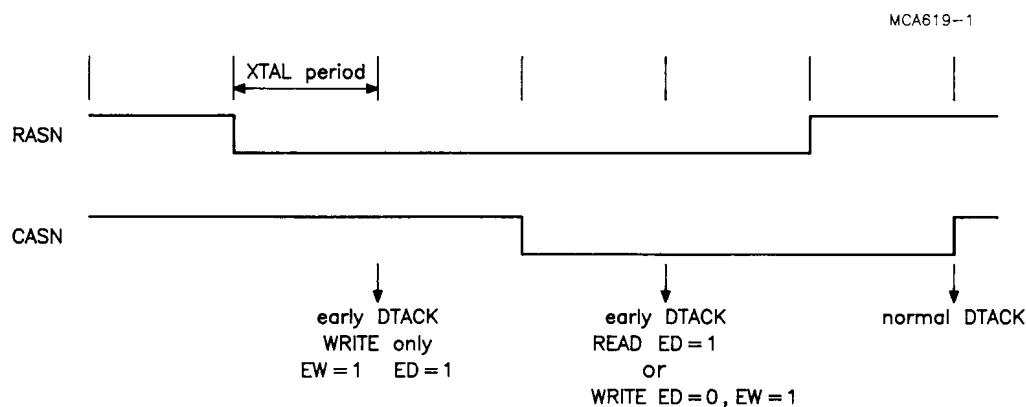 MCA619-1
XTAL period
RASN
CASN
early DTACK
WRITE only
EW = 1 ED = 1
early DTACK
READ ED = 1
or
WRITE ED = 0, EW = 1
normal DTACK